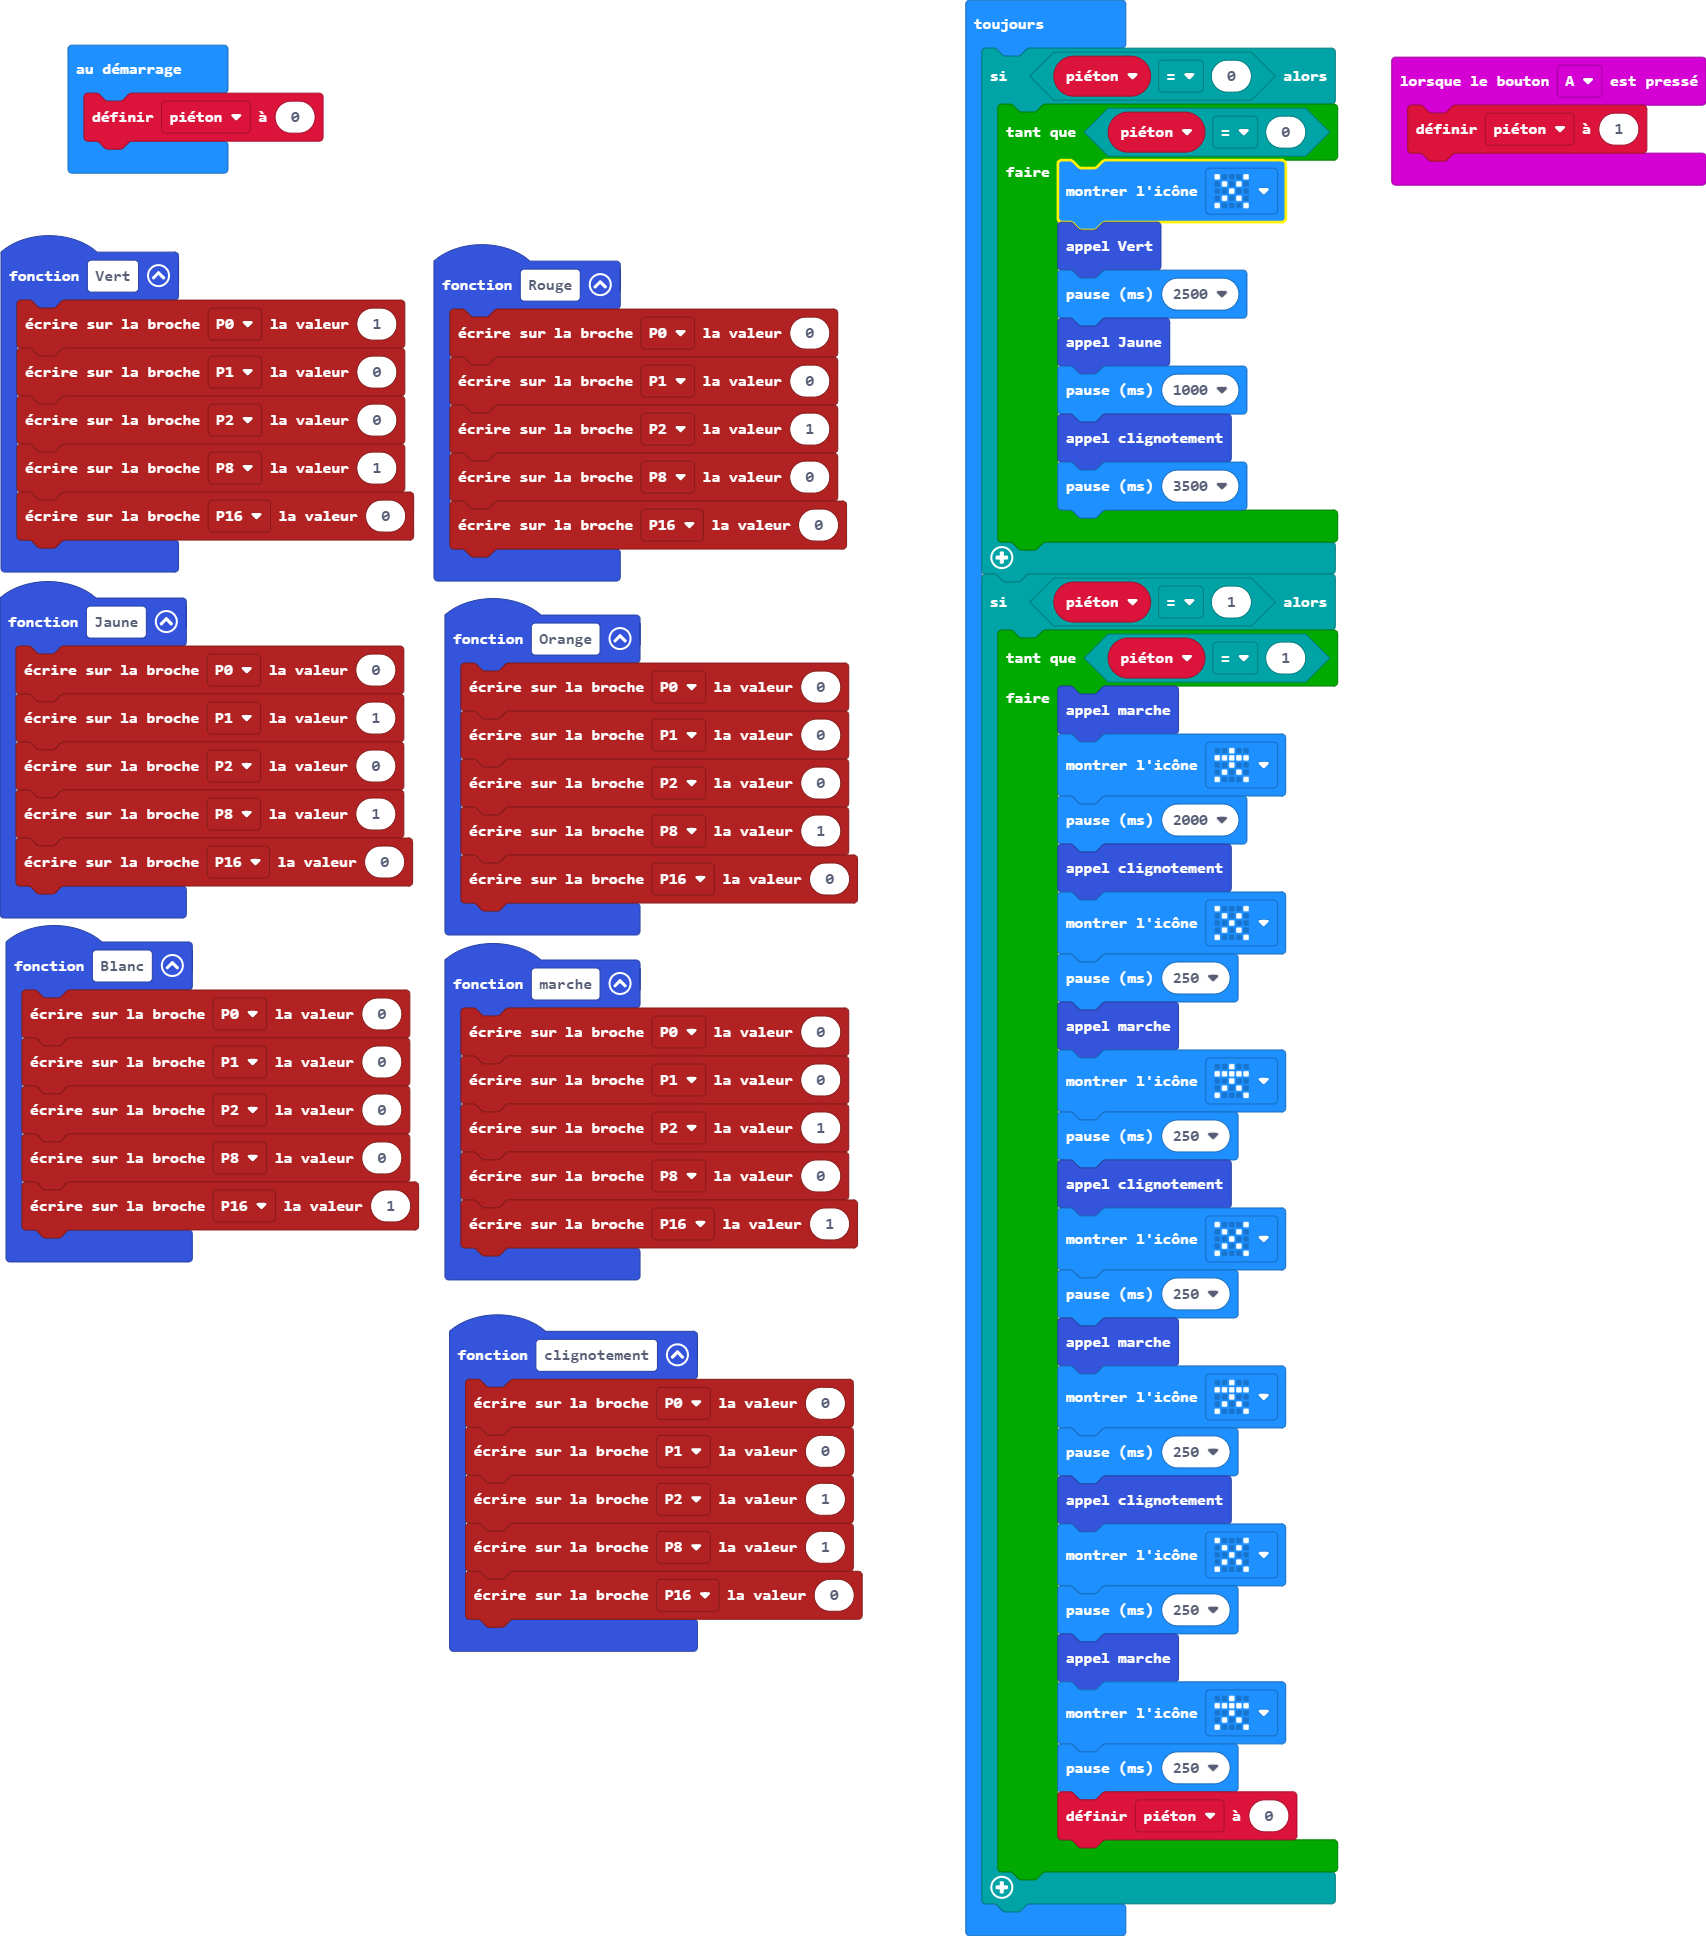 au démarrage
définir piéton à 0
fonction Vert
écrire sur la broche P0 la valeur 1
écrire sur la broche P1 la valeur 0
écrire sur la broche P2 la valeur 0
écrire sur la broche P8 la valeur 1
écrire sur la broche P16 la valeur 0
fonction Jaune
écrire sur la broche P0 la valeur 0
écrire sur la broche P1 la valeur 1
écrire sur la broche P2 la valeur 0
écrire sur la broche P8 la valeur 1
écrire sur la broche P16 la valeur 0
fonction Blanc
écrire sur la broche P0 la valeur 0
écrire sur la broche P1 la valeur 0
écrire sur la broche P2 la valeur 0
écrire sur la broche P8 la valeur 0
écrire sur la broche P16 la valeur 1
fonction Rouge
écrire sur la broche P0 la valeur 0
écrire sur la broche P1 la valeur 0
écrire sur la broche P2 la valeur 1
écrire sur la broche P8 la valeur 0
écrire sur la broche P16 la valeur 0
fonction Orange
écrire sur la broche P0 la valeur 0
écrire sur la broche P1 la valeur 0
écrire sur la broche P2 la valeur 0
écrire sur la broche P8 la valeur 1
écrire sur la broche P16 la valeur 0
fonction marche
écrire sur la broche P0 la valeur 0
écrire sur la broche P1 la valeur 0
écrire sur la broche P2 la valeur 1
écrire sur la broche P8 la valeur 0
écrire sur la broche P16 la valeur 1
fonction clignotement
écrire sur la broche P0 la valeur 0
écrire sur la broche P1 la valeur 0
écrire sur la broche P2 la valeur 1
écrire sur la broche P8 la valeur 1
écrire sur la broche P16 la valeur 0
toujours
si piéton = 0 alors
tant que piéton = 0
faire montrer l'icône
appel Vert
pause (ms) 2500
appel Jaune
pause (ms) 1000
appel clignotement
pause (ms) 3500
si piéton = 1 alors
tant que piéton = 1
faire appel marche
montrer l'icône
pause (ms) 2000
appel clignotement
montrer l'icône
pause (ms) 250
appel marche
montrer l'icône
pause (ms) 250
appel clignotement
montrer l'icône
pause (ms) 250
appel marche
montrer l'icône
pause (ms) 250
appel clignotement
montrer l'icône
pause (ms) 250
appel marche
montrer l'icône
pause (ms) 250
définir piéton à 0
lorsque le bouton A est pressé
définir piéton à 1